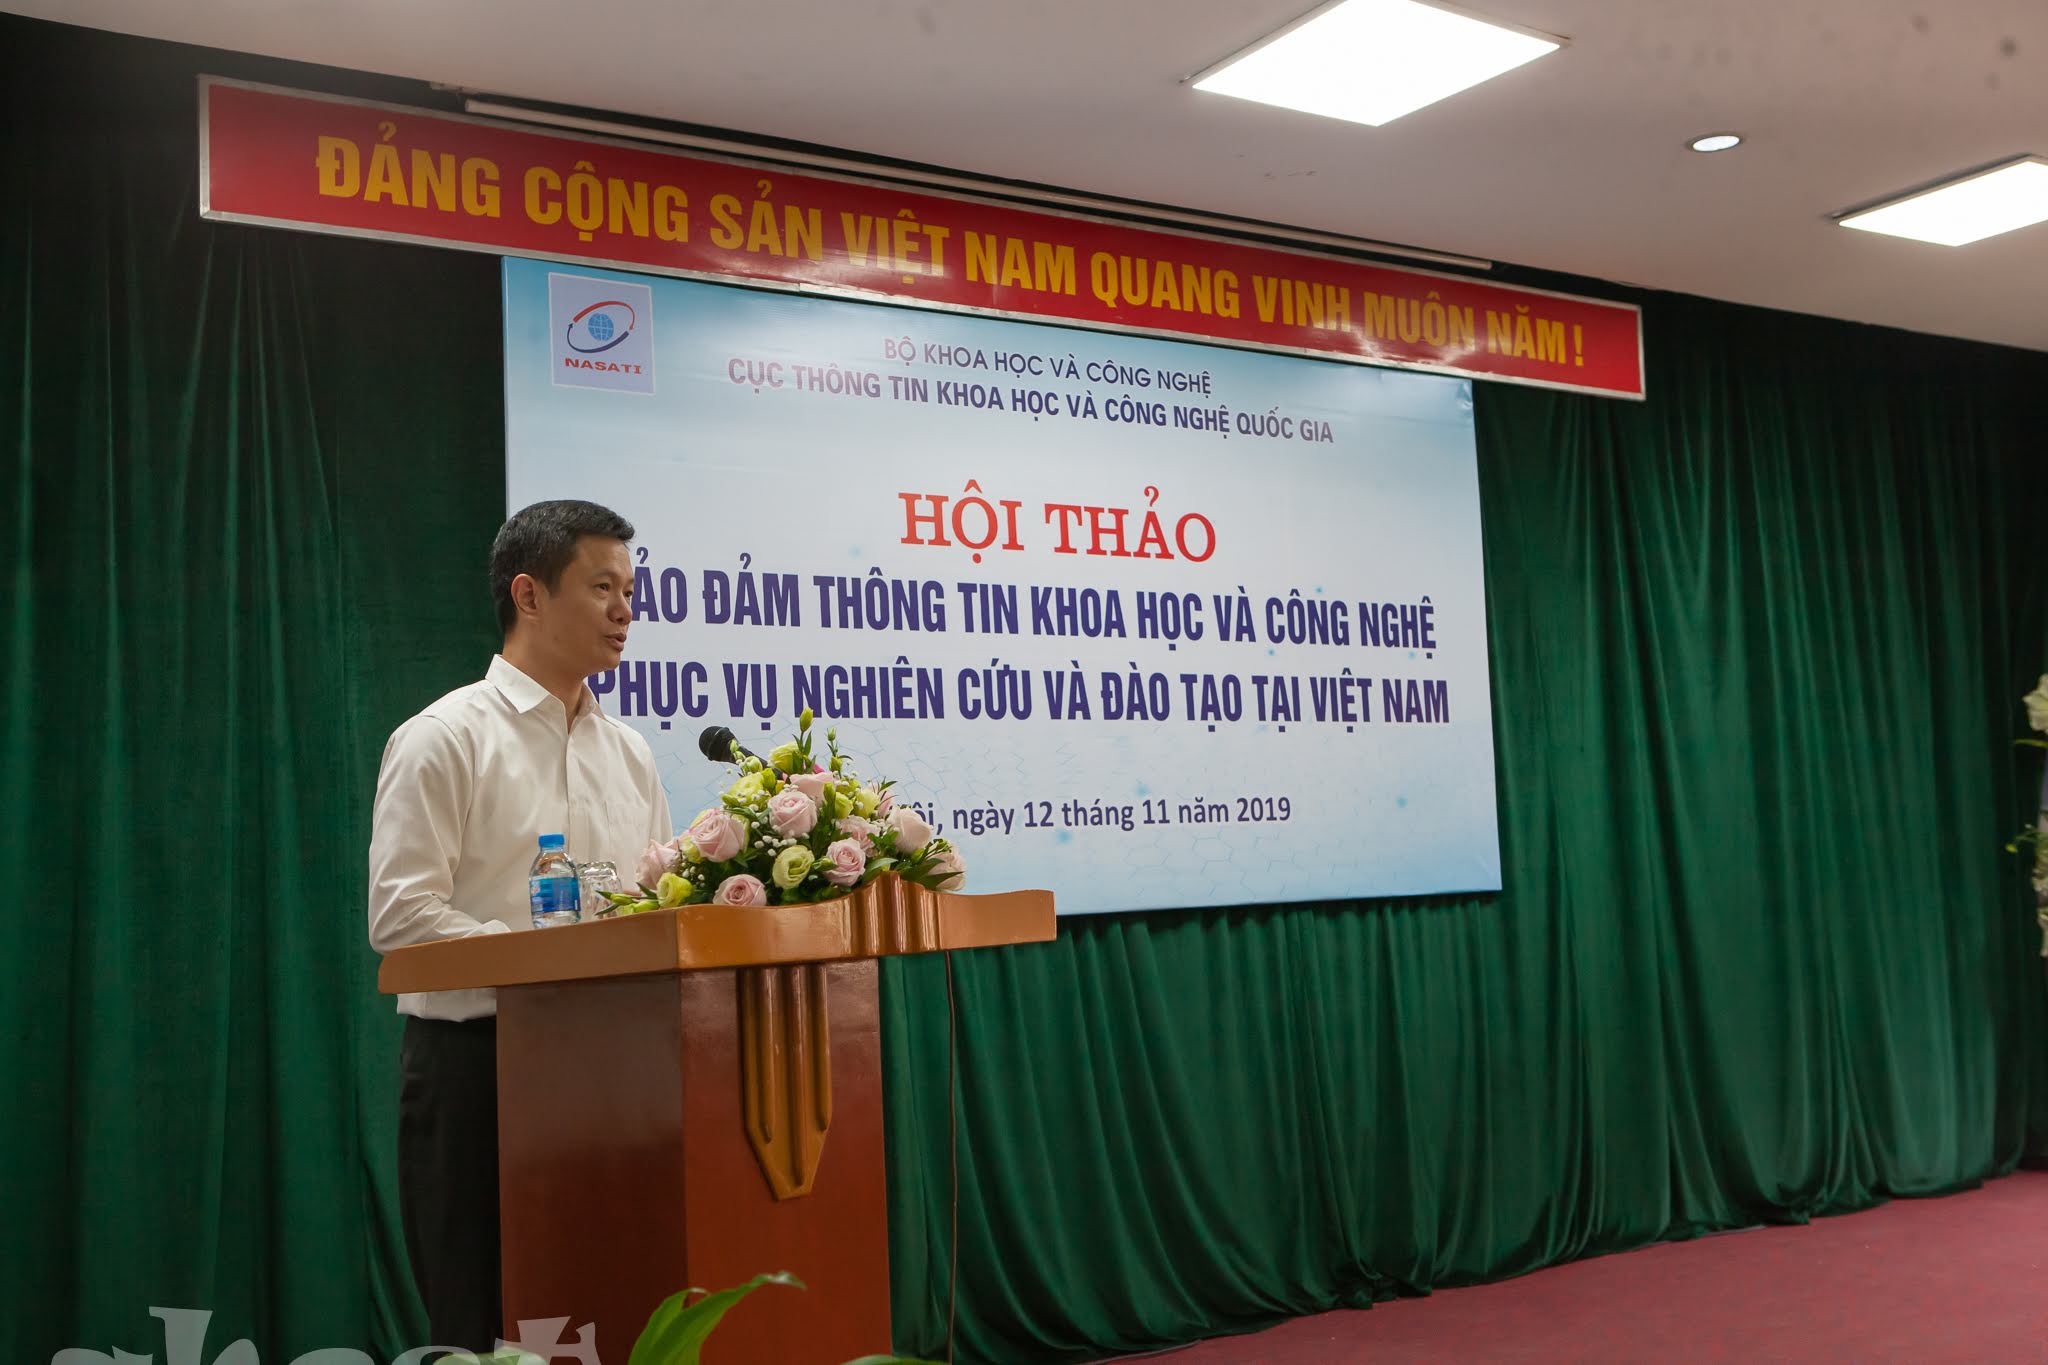 ĐẢNG CỘNG SẢN VIỆT NAM QUANG VINH MUÔN NĂM !
NASATI
BỘ KHOA HỌC VÀ CÔNG NGHỆ
CỤC THÔNG TIN KHOA HỌC VÀ CÔNG NGHỆ QUỐC GIA
HỘI THẢO
ẢO ĐẢM THÔNG TIN KHOA HỌC VÀ CÔNG NGHỆ
PHỤC VỤ NGHIÊN CỨU VÀ ĐÀO TẠO TẠI VIỆT NAM
ội, ngày 12 tháng 11 năm 2019